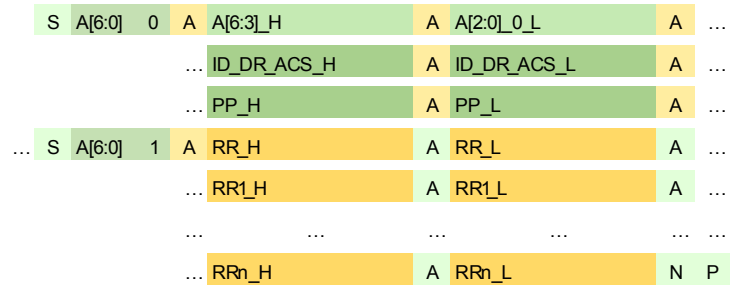 S A[6:0] 0 A A[6:3]_H A A[2:0]_0_L A …
… ID_DR_ACS_H A ID_DR_ACS_L A …
… PP_H A PP_L A …
… S A[6:0] 1 A RR_H A RR_L A …
… RR1_H A RR1_L A …
… … … … … …
… RRn_H A RRn_L N P